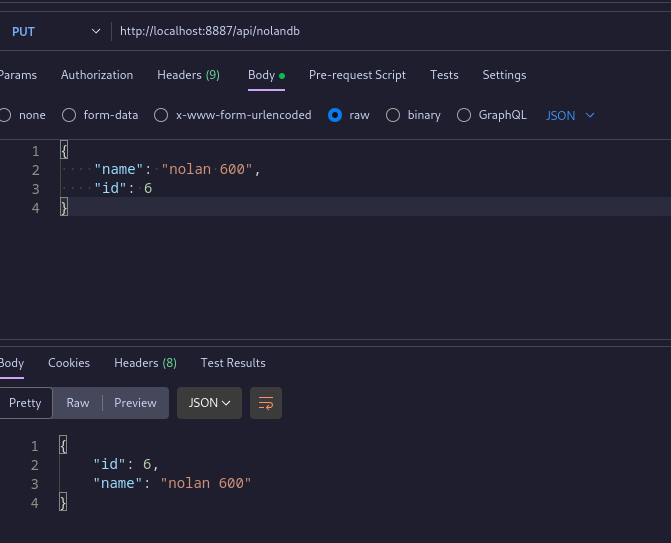 PUT http://localhost:8887/api/nolandb
Params Authorization Headers (9) Body Pre-request Script Tests Settings
none form-data x-www-form-urlencoded raw binary GraphQL JSON
1 {
2 "name": "nolan 600",
3 "id": 6
4 }
Body Cookies Headers (8) Test Results
Pretty Raw Preview JSON
1 {
2 "id": 6,
3 "name": "nolan 600"
4 }